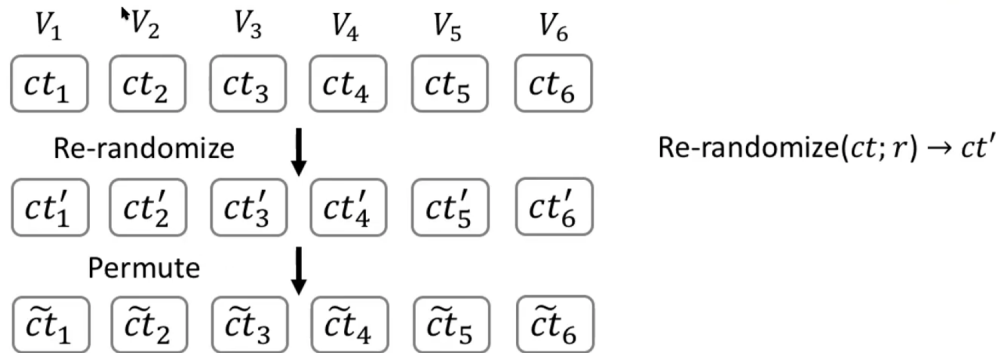 V₁ V₂ V₃ V₄ V₅ V₆
ct₁ ct₂ ct₃ ct₄ ct₅ ct₆
Re-randomize
Re-randomize(ct; r) → ct′
ct′₁ ct′₂ ct′₃ ct′₄ ct′₅ ct′₆
Permute
c̃t₁ c̃t₂ c̃t₃ c̃t₄ c̃t₅ c̃t₆